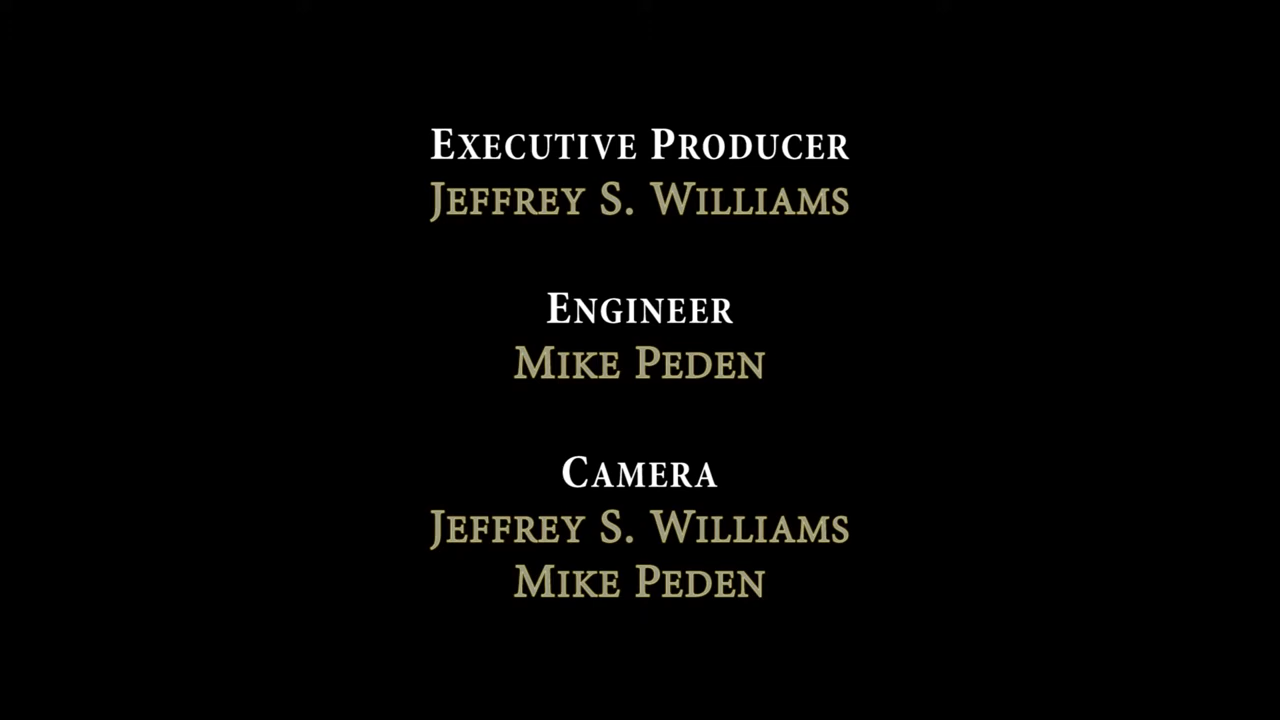 Executive Producer
Jeffrey S. Williams
Engineer
Mike Peden
Camera
Jeffrey S. Williams
Mike Peden